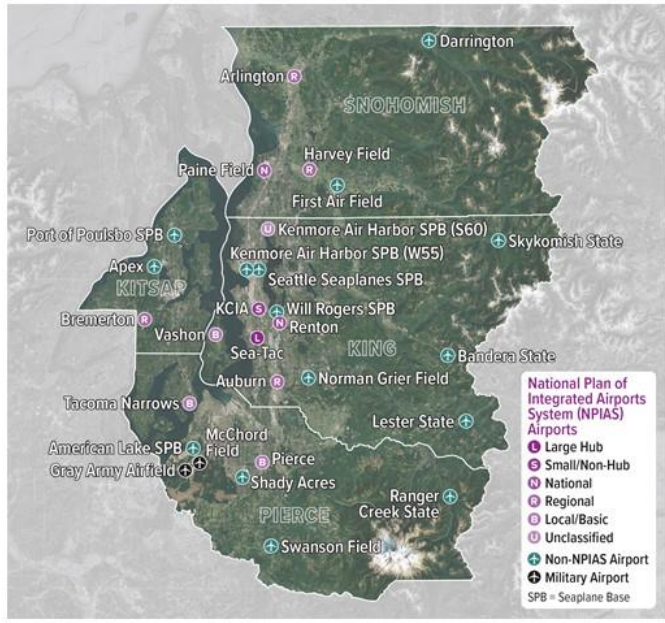 Darrington
Arlington
R
SNOHOMISH
Harvey Field
Paine Field
N
R
First Air Field
Kenmore Air Harbor SPB (S60)
U
Port of Poulsbo SPB
Skykomish State
Kenmore Air Harbor SPB (W55)
Apex
Seattle Seaplanes SPB
KITSAP
KCIA
S
Will Rogers SPB
Bremerton
R
N
Renton
Vashon
B
L
Sea-Tac
KING
Bandera State
Auburn
R
Norman Grier Field
Tacoma Narrows
B
Lester State
McChord
Field
American Lake SPB
Gray Army Airfield
B
Pierce
Shady Acres
Ranger
Creek State
PIERCE
Swanson Field
National Plan of
Integrated Airports
System (NPIAS)
Airports
L Large Hub
S Small/Non-Hub
N National
R Regional
B Local/Basic
U Unclassified
Non-NPIAS Airport
Military Airport
SPB = Seaplane Base